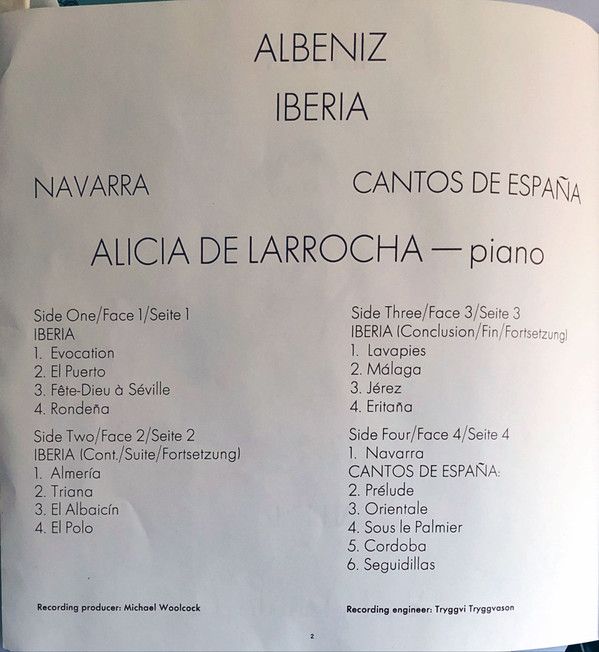 ALBENIZ
IBERIA
NAVARRA
CANTOS DE ESPAÑA
ALICIA DE LARROCHA — piano
Side One/Face 1/Seite 1
IBERIA
1. Evocation
2. El Puerto
3. Fête-Dieu à Séville
4. Rondeña
Side Two/Face 2/Seite 2
IBERIA (Cont./Suite/Fortsetzung)
1. Almería
2. Triana
3. El Albaicín
4. El Polo
Side Three/Face 3/Seite 3
IBERIA (Conclusion/Fin/Fortsetzung)
1. Lavapies
2. Málaga
3. Jérez
4. Eritaña
Side Four/Face 4/Seite 4
1. Navarra
CANTOS DE ESPAÑA:
2. Prélude
3. Orientale
4. Sous le Palmier
5. Cordoba
6. Seguidillas
Recording producer: Michael Woolcock
Recording engineer: Tryggvi Tryggvason
2